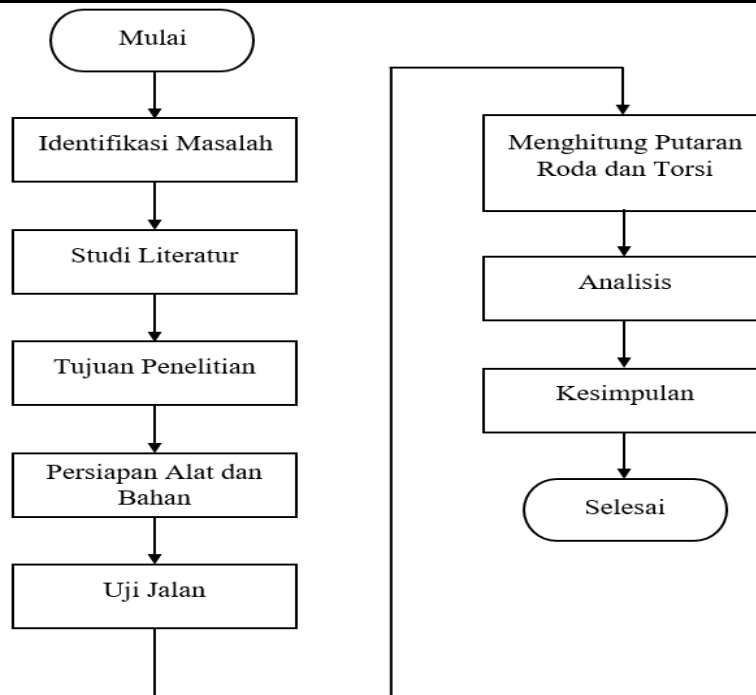 Mulai
Identifikasi Masalah
Studi Literatur
Tujuan Penelitian
Persiapan Alat dan
Bahan
Uji Jalan
Menghitung Putaran
Roda dan Torsi
Analisis
Kesimpulan
Selesai